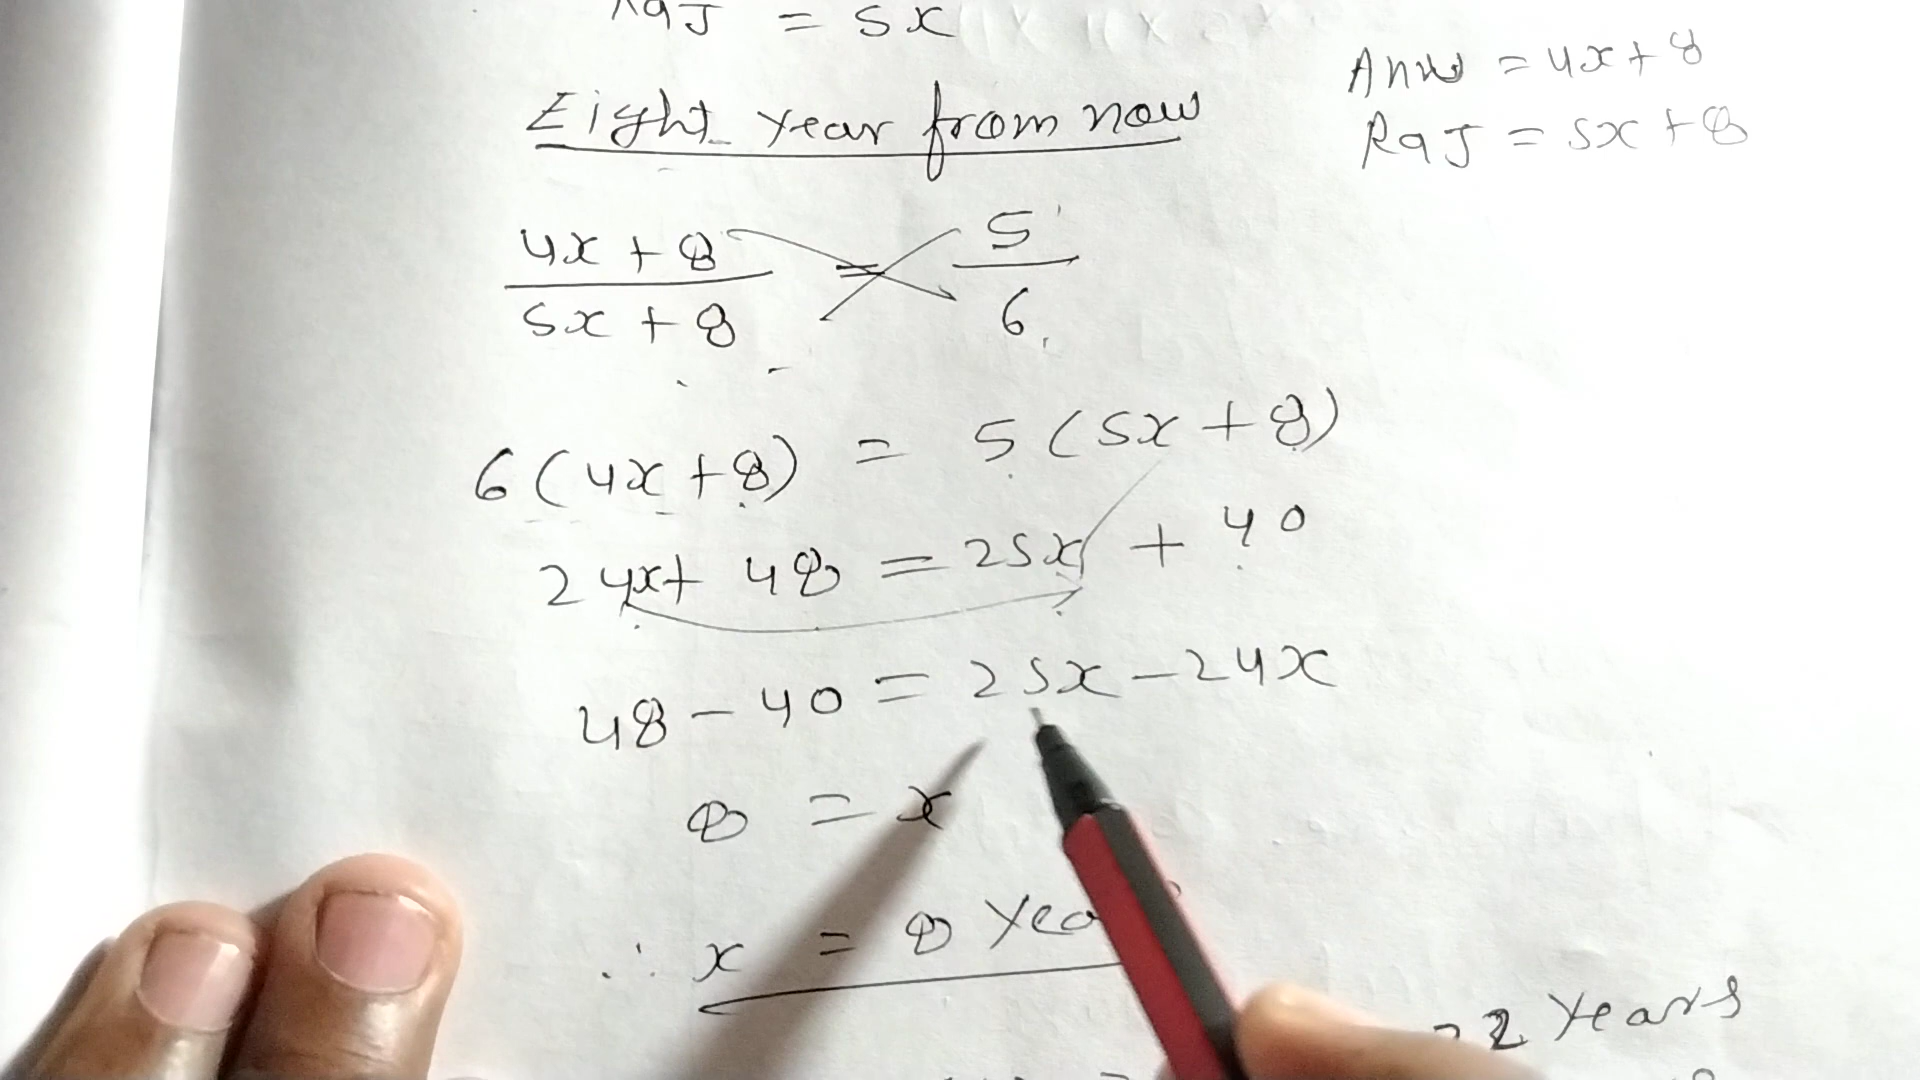 Raj = 5x
Eight year from now
Anu = 4x + 8
Raj = 5x + 8
4x + 8 = 5
5x + 8 6
6(4x + 8) = 5(5x + 8)
24x + 48 = 25x + 40
48 - 40 = 25x - 24x
8 = x
∴ x = 8
Years